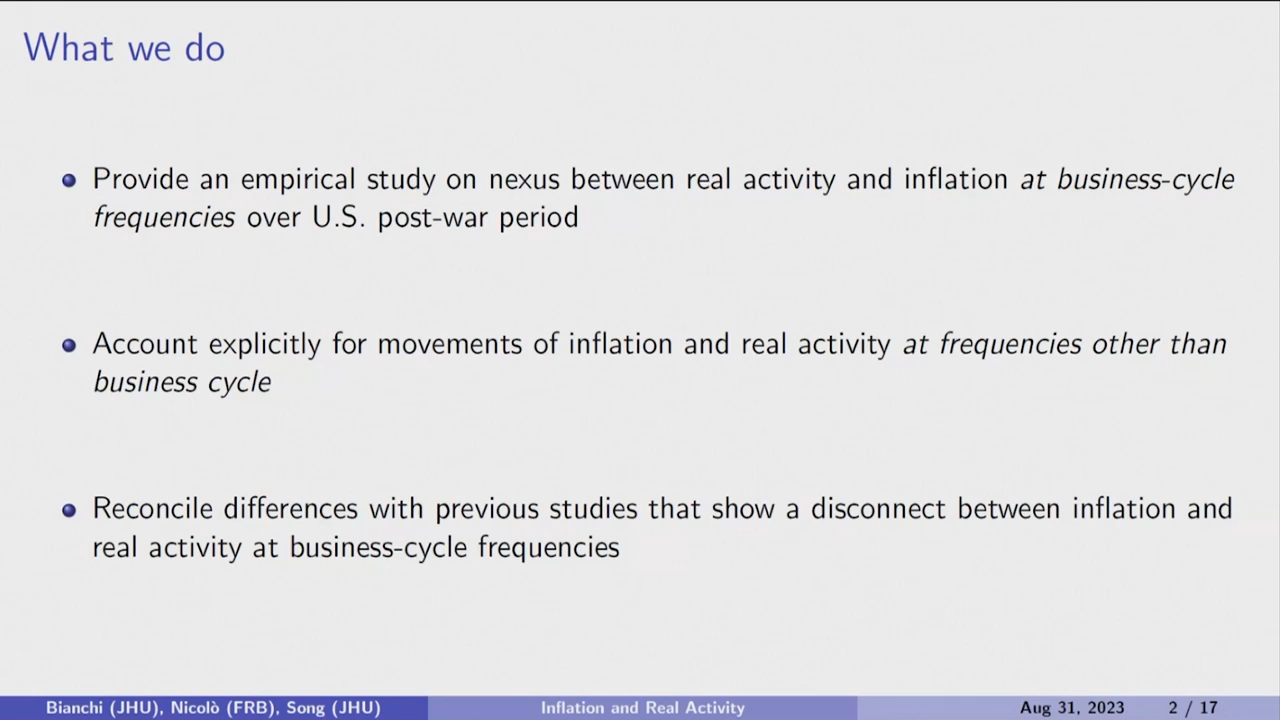 What we do
Provide an empirical study on nexus between real activity and inflation at business-cycle
frequencies over U.S. post-war period
Account explicitly for movements of inflation and real activity at frequencies other than
business cycle
Reconcile differences with previous studies that show a disconnect between inflation and
real activity at business-cycle frequencies
Bianchi (JHU), Nicolò (FRB), Song (JHU) Inflation and Real Activity Aug 31, 2023 2 / 17